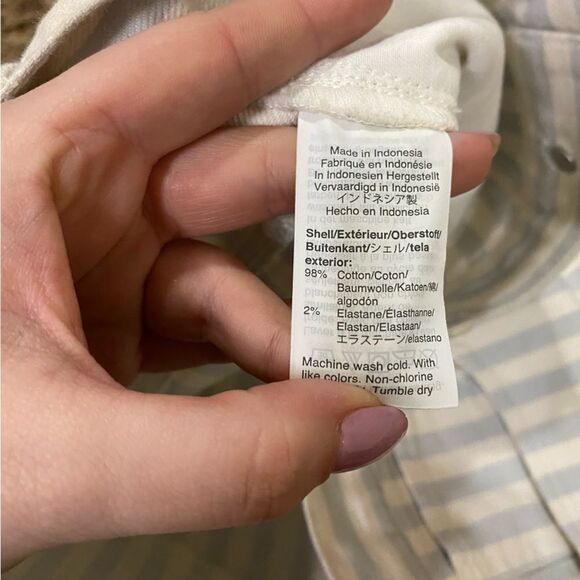 Made in Indonesia
Fabriqué en Indonésie
In Indonesien Hergestellt
Vervaardigd in Indonesië
インドネシア製
Hecho en Indonesia
Shell/Extérieur/Oberstoff/
Buitenkant/シェル/tela
exterior:
98% Cotton/Coton/
Baumwolle/Katoen/綿/
algodón
2% Elastane/Élasthanne/
Elastan/Elastaan/
エラステーン/elastano
Machine wash cold. With
like colors. Non-chlorine
Tumble dry